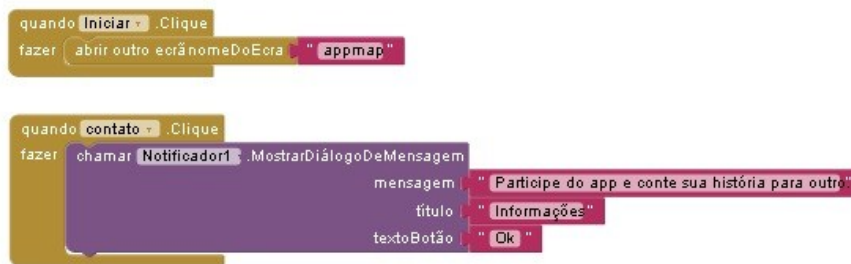 quando Iniciar .Clique
fazer abrir outro ecrã nomeDoEcra " appmap "
quando contato .Clique
fazer chamar Notificador1 .MostrarDiálogoDeMensagem
mensagem " Participe do app e conte sua história para outro
título " Informações "
textoBotão " Ok "